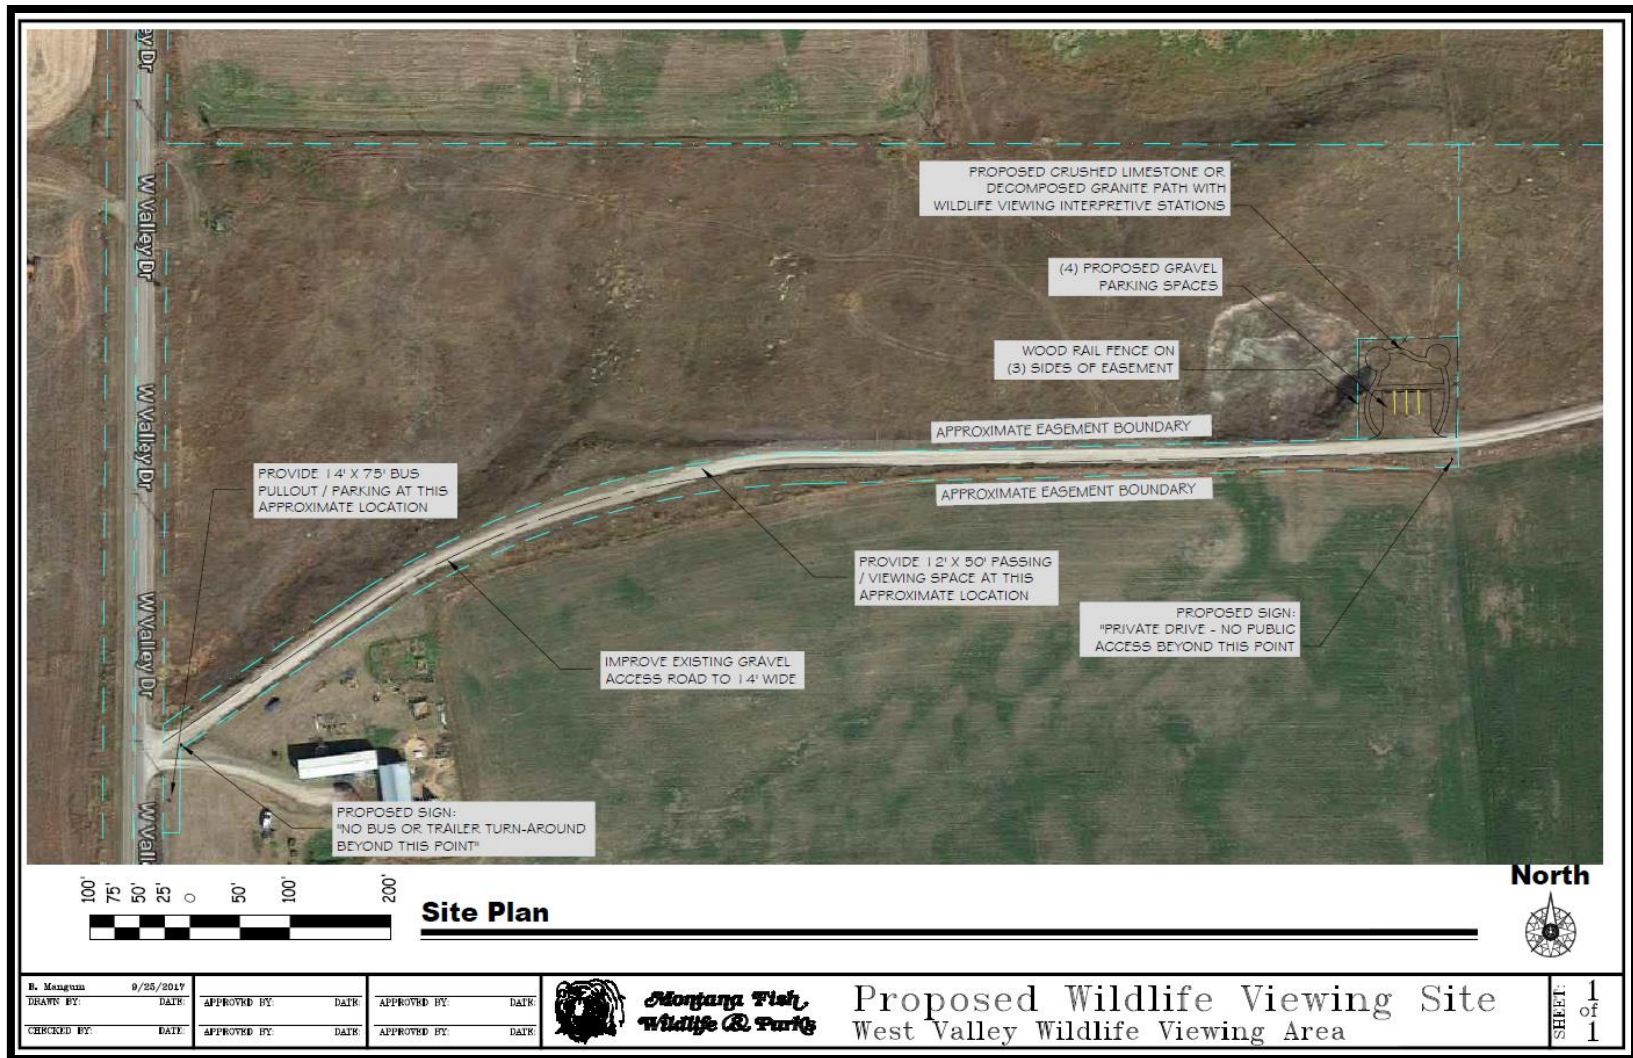 y Dr
W Valley Dr
W Valley Dr
W Valley Dr
W Vall
PROPOSED CRUSHED LIMESTONE OR
DECOMPOSED GRANITE PATH WITH
WILDLIFE VIEWING INTERPRETIVE STATIONS
(4) PROPOSED GRAVEL
PARKING SPACES
WOOD RAIL FENCE ON
(3) SIDES OF EASEMENT
APPROXIMATE EASEMENT BOUNDARY
APPROXIMATE EASEMENT BOUNDARY
PROVIDE 14' X 75' BUS
PULLOUT / PARKING AT THIS
APPROXIMATE LOCATION
PROVIDE 12' X 50' PASSING
/ VIEWING SPACE AT THIS
APPROXIMATE LOCATION
PROPOSED SIGN:
"PRIVATE DRIVE - NO PUBLIC
ACCESS BEYOND THIS POINT
IMPROVE EXISTING GRAVEL
ACCESS ROAD TO 14' WIDE
PROPOSED SIGN:
"NO BUS OR TRAILER TURN-AROUND
BEYOND THIS POINT"
North
100' 75' 50' 25' 0 50' 100' 200'
Site Plan
B. Mangum 9/25/2017
DRAWN BY: DATE:
CHECKED BY: DATE:
APPROVED BY: DATE:
APPROVED BY: DATE:
APPROVED BY: DATE:
APPROVED BY: DATE:
Montana Fish,
Wildlife & Parks
Proposed Wildlife Viewing Site
West Valley Wildlife Viewing Area
SHEET: 1 of 1